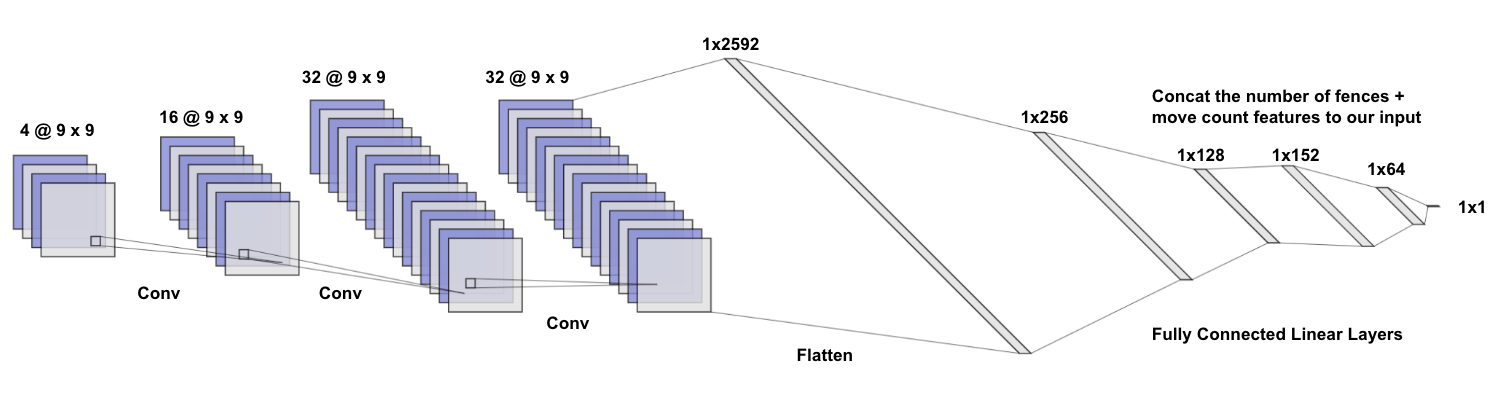 1x2592
32 @ 9 x 9
32 @ 9 x 9
Concat the number of fences +
move count features to our input
16 @ 9 x 9
1x256
4 @ 9 x 9
1x128
1x152
1x64
1x1
Conv
Conv
Conv
Fully Connected Linear Layers
Flatten